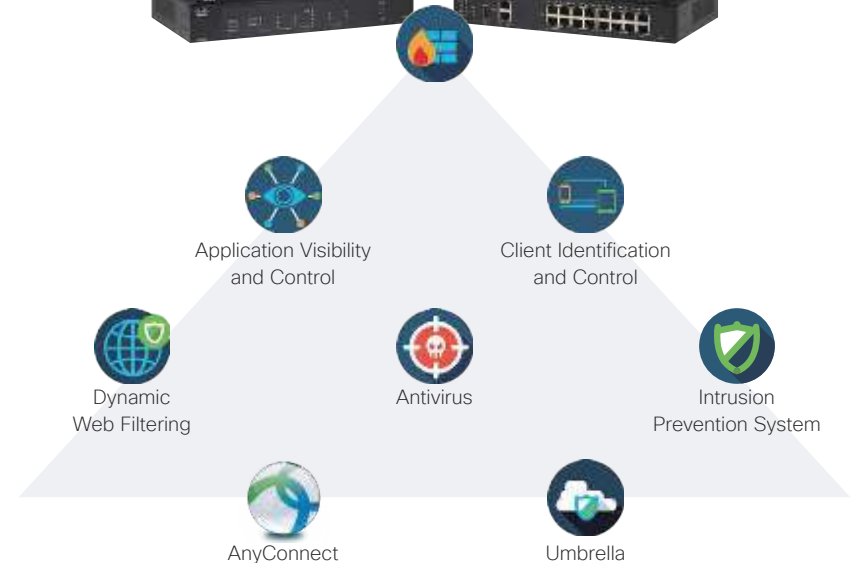 Application Visibility
and Control
Client Identification
and Control
Dynamic
Web Filtering
Antivirus
Intrusion
Prevention System
AnyConnect
Umbrella